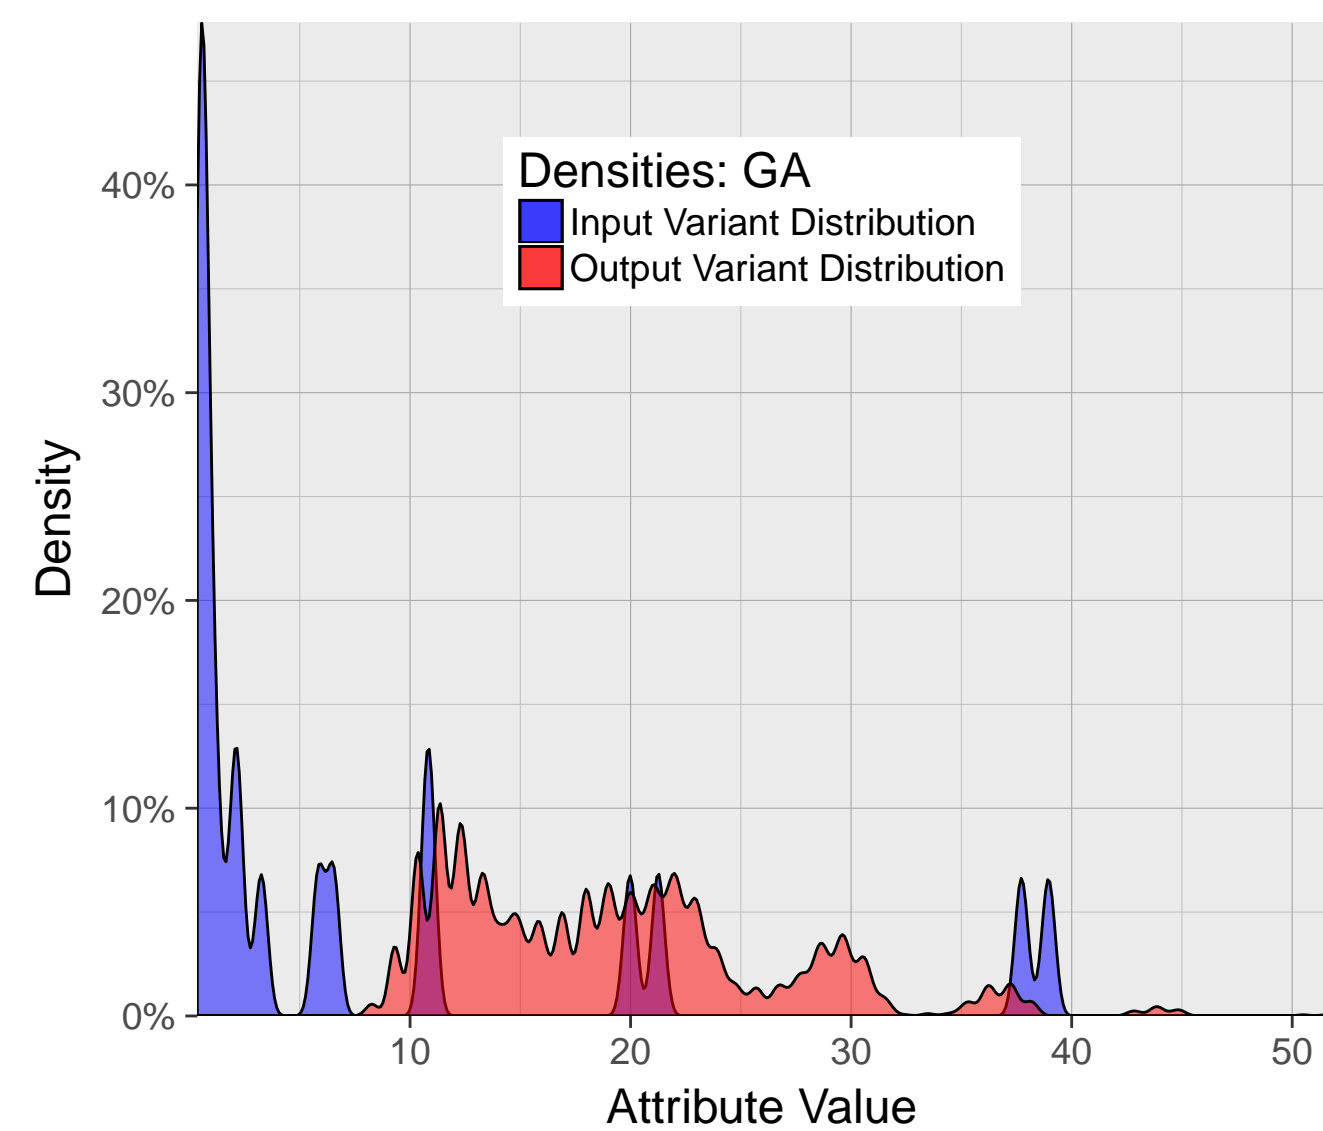 Densities: GA
Input Variant Distribution
Output Variant Distribution
40%
30%
20%
10%
0%
Density
10 20 30 40 50
Attribute Value